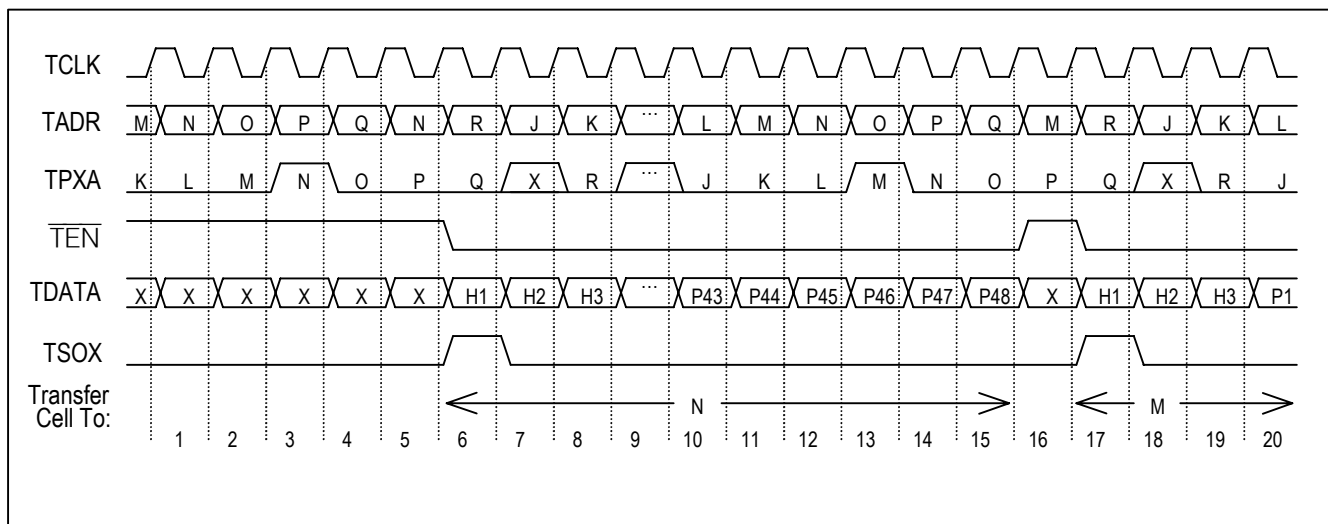 TCLK
TADR M N O P Q N R J K ... L M N O P Q M R J K L
TPXA K L M N O P Q X R ... J K L M N O P Q X R J
TEN
TDATA X X X X X X H1 H2 H3 ... P43 P44 P45 P46 P47 P48 X H1 H2 H3 P1
TSOX
Transfer
Cell To: N M
1 2 3 4 5 6 7 8 9 10 11 12 13 14 15 16 17 18 19 20